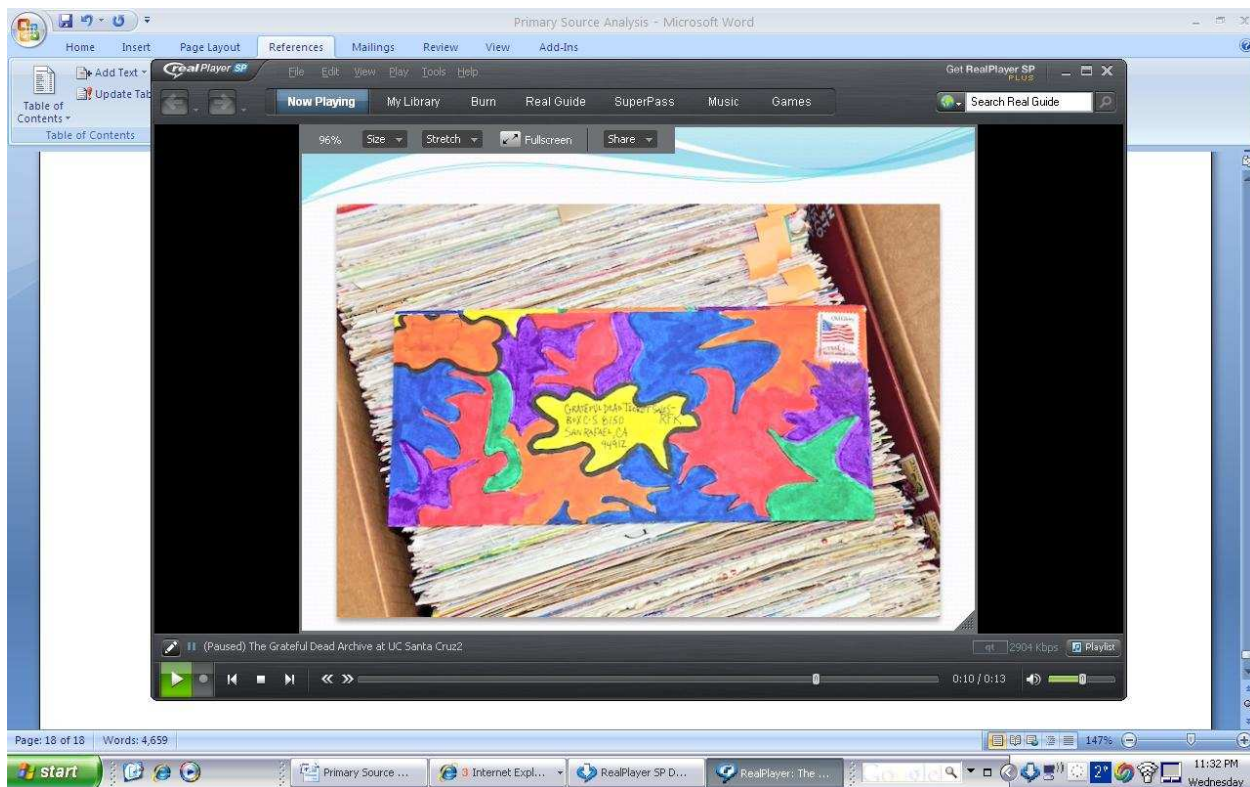 Primary Source Analysis - Microsoft Word
Home Insert Page Layout References Mailings Review View Add-Ins
Add Text
Update Tab
Table of
Contents
Table of Contents
RealPlayer SP File Edit View Play Tools Help Get RealPlayer SP
PLUS
Now Playing My Library Burn Real Guide SuperPass Music Games Search Real Guide
96% Size Stretch Fullscreen Share
GRATEFUL DEAD TICKET SALES-
BOX C-S 8150 RFK
SAN RAFAEL, CA
94912
(Paused) The Grateful Dead Archive at UC Santa Cruz2 qt 2904 Kbps Playlist
0:10 / 0:13
Page: 18 of 18 Words: 4,659 147%
start Primary Source ... 3 Internet Expl... RealPlayer SP D... RealPlayer: The ... Google 2° 11:32 PM
Wednesday